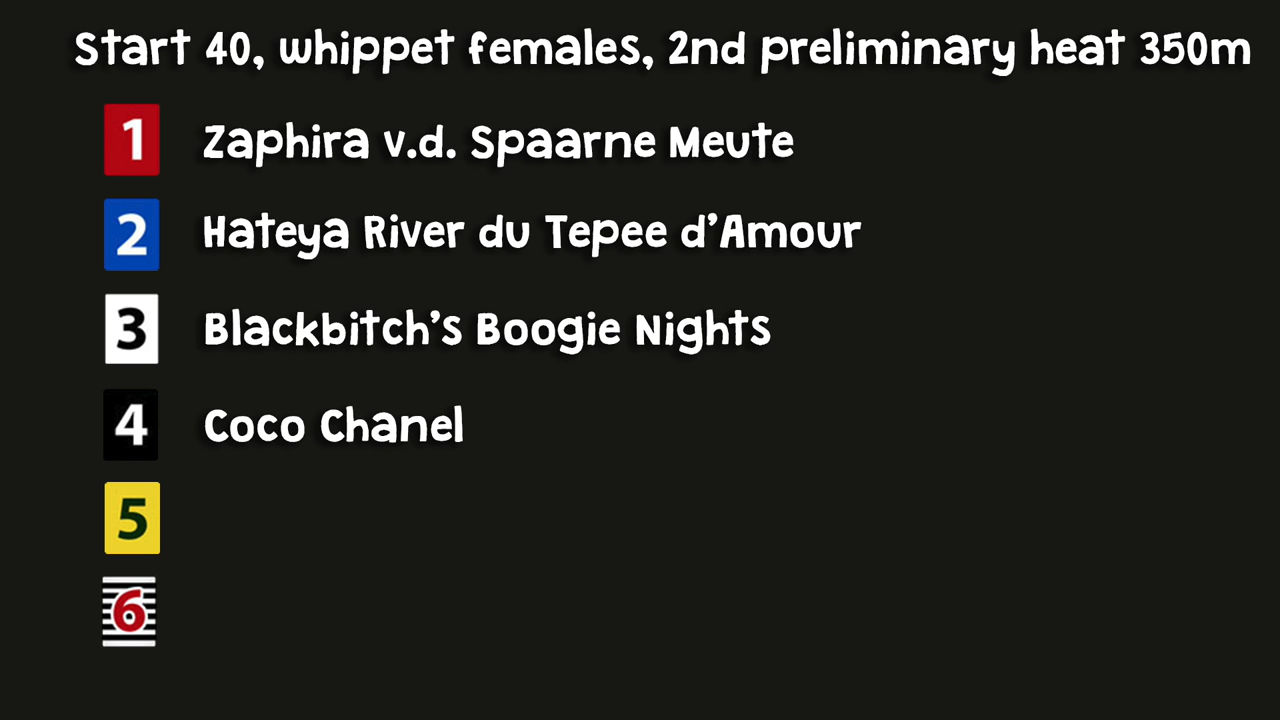 Start 40, whippet females, 2nd preliminary heat 350m
1 Zaphira v.d. Spaarne Meute
2 Hateya River du Tepee d'Amour
3 Blackbitch's Boogie Nights
4 Coco Chanel
5
6